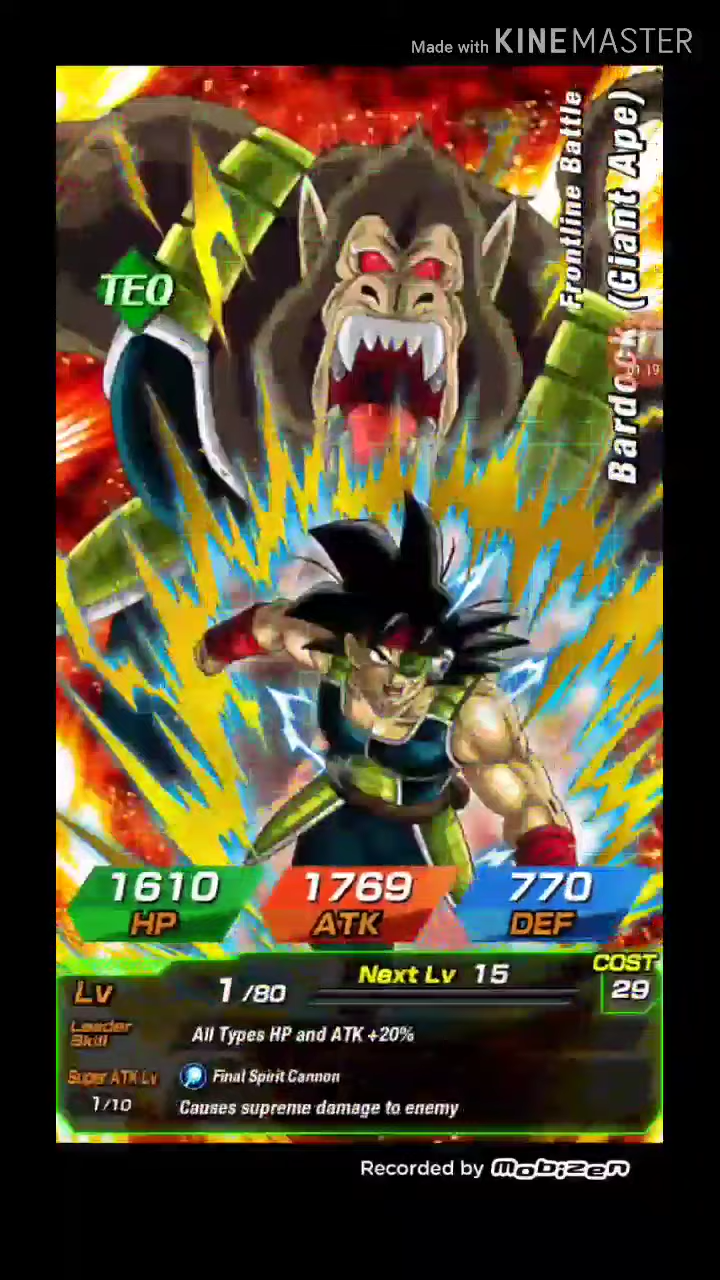 Made with KINEMASTER
Frontline Battle
Bardock (Giant Ape)
TEQ
1610
HP
1769
ATK
770
DEF
COST
29
Lv 1/80 Next Lv 15
Leader Skill
All Types HP and ATK +20%
Super ATK Lv
1/10
Final Spirit Cannon
Causes supreme damage to enemy
Recorded by mobizen